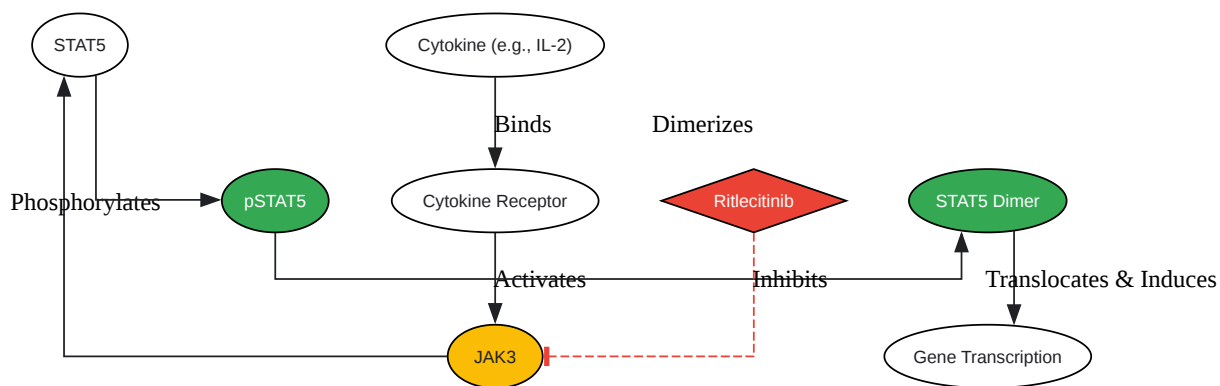 STAT5
Cytokine (e.g., IL-2)
Binds
Dimerizes
Phosphorylates
pSTAT5
Cytokine Receptor
Ritlecitinib
STAT5 Dimer
Activates
Inhibits
Translocates & Induces
JAK3
Gene Transcription